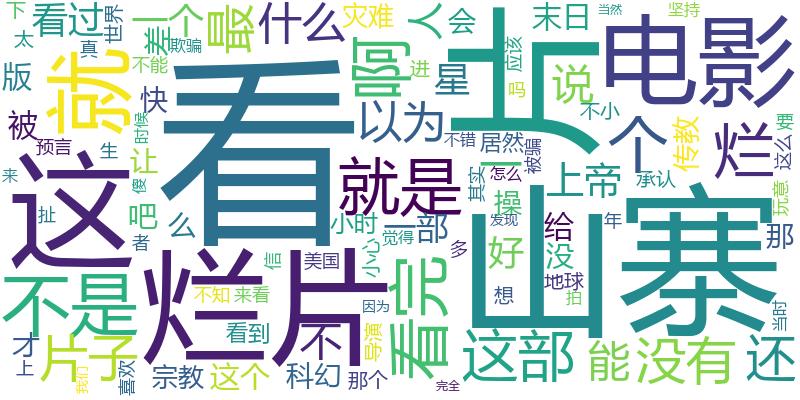 下
看过
一个
最
什么
灾难
人
会
末日
当然
坚持
太
世界
差
真
欺骗
不能
啊
进
星
上
应该
吗
说
电影
版
就
快
看
以为
居然
不小
个
传教
烂
要
这么
被
预言
时候
让
生
不错
一
被骗
来
这
傻
吧
就是
其实
怎么
操
上帝
承认
玩意
扯
者
么
小时
一部
给
发现
没
山寨
年
那
不是
烂片
信
美国
小心
觉得
多
好
想
地球
拍
当时
不知
来看
因为
看完
才
上
片子
看到
不
导演
这部
能
没有
还
我们
喜欢
宗教
这个
科幻
那个
完全